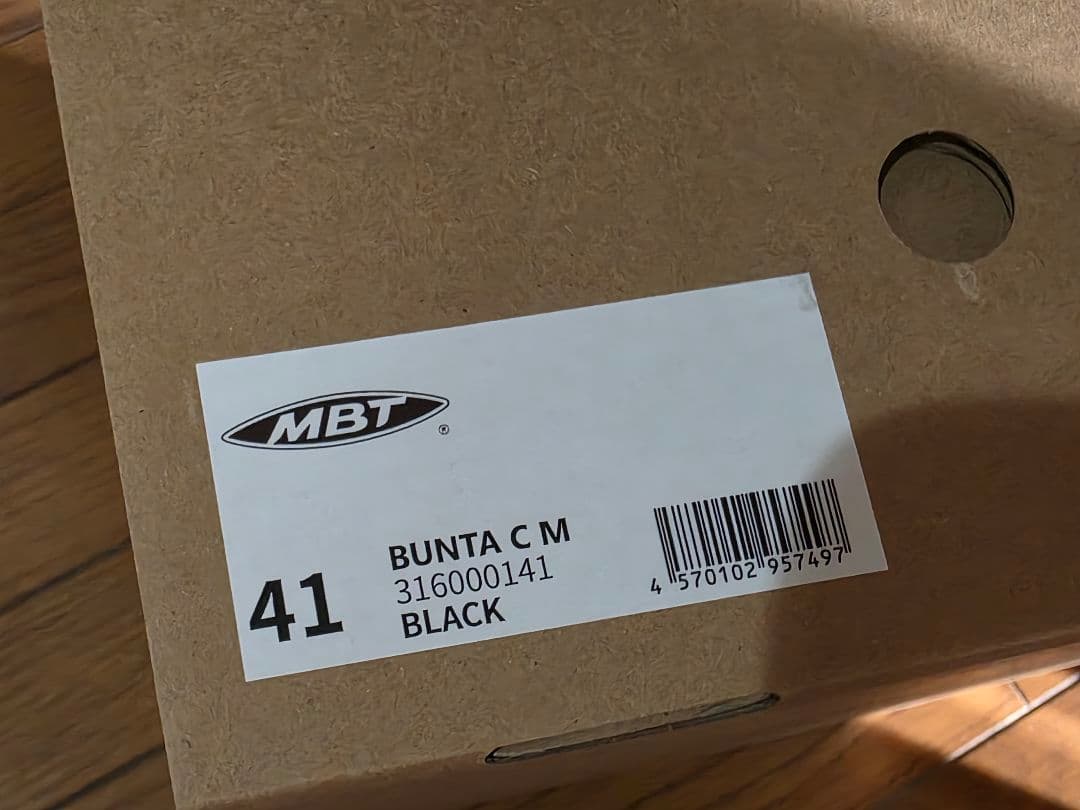 MBT®
BUNTA C M
316000141
BLACK
41
4 570102 957497